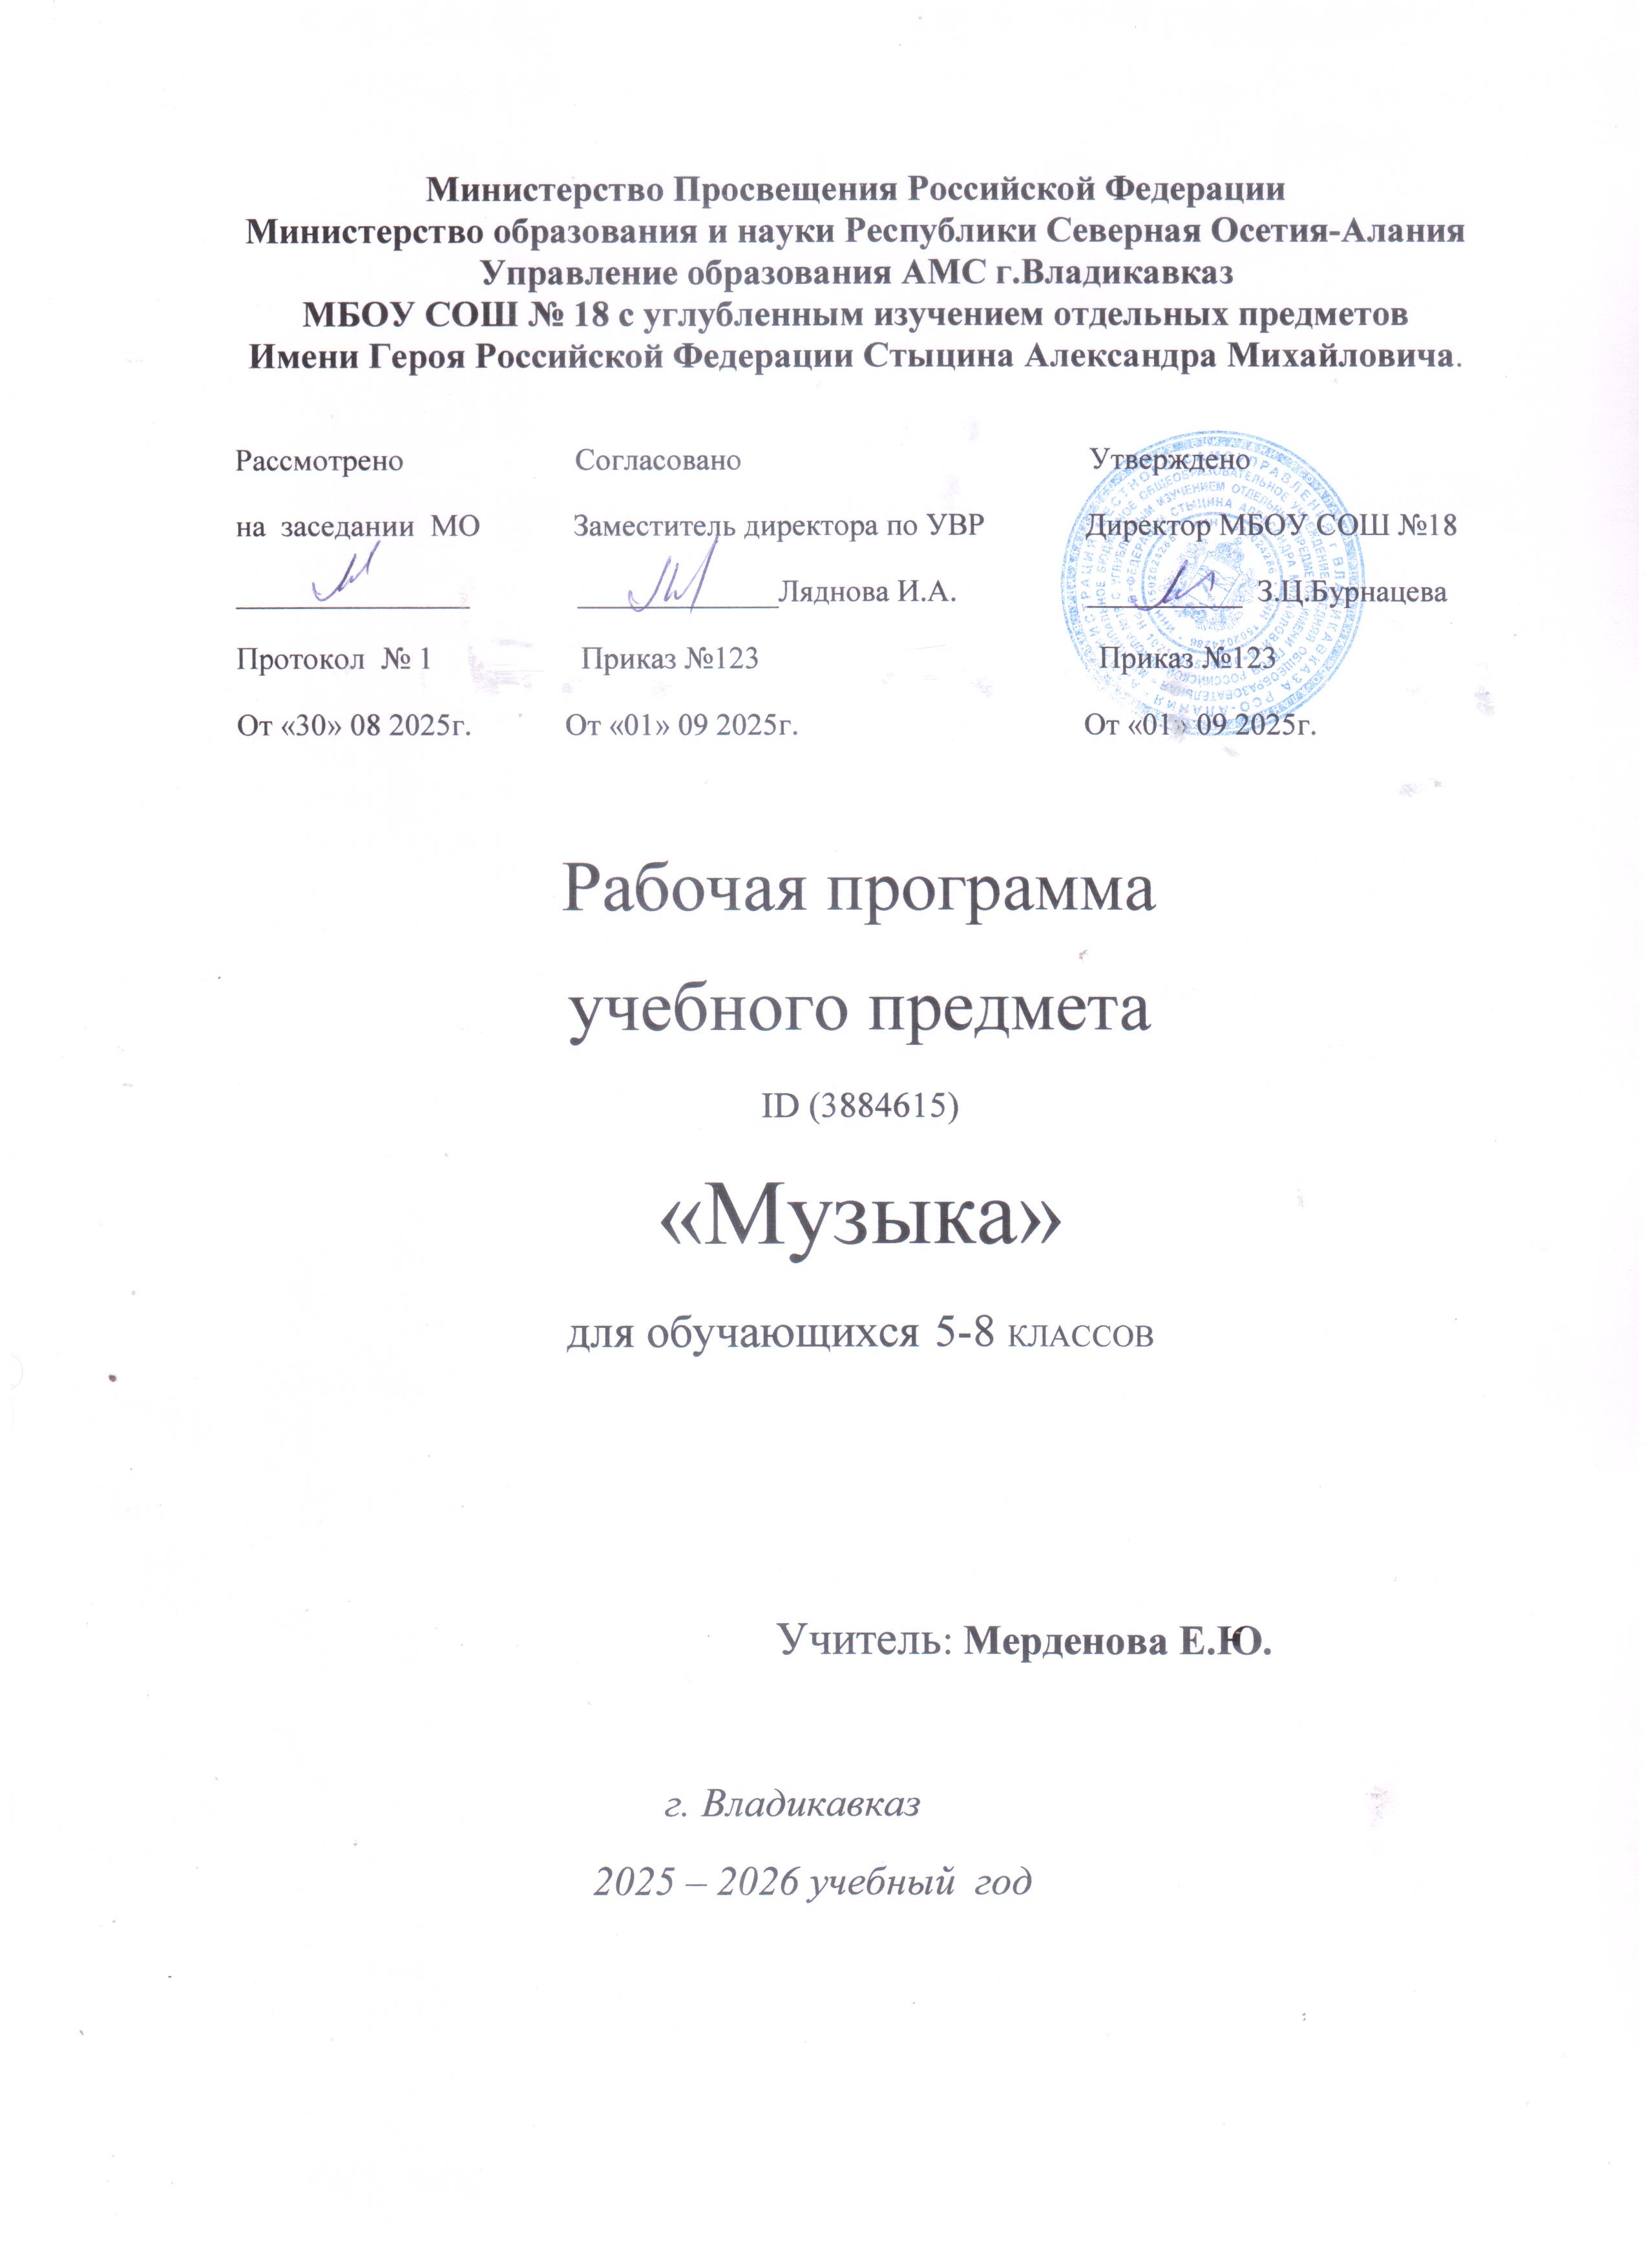 Министерство Просвещения Российской Федерации
Министерство образования и науки Республики Северная Осетия-Алания
Управление образования АМС г.Владикавказ
МБОУ СОШ № 18 с углубленным изучением отдельных предметов
Имени Героя Российской Федерации Стыцина Александра Михайловича.
Рассмотрено Согласовано Утверждено
на заседании МО Заместитель директора по УВР Директор МБОУ СОШ №18
_______________ _____________Ляднова И.А. __________ З.Ц.Бурнацева
Протокол № 1 Приказ №123 Приказ №123
От «30» 08 2025г. От «01» 09 2025г. От «01» 09 2025г.
Рабочая программа
учебного предмета
ID (3884615)
«Музыка»
для обучающихся 5-8 классов
Учитель: Мерденова Е.Ю.
г. Владикавказ
2025 – 2026 учебный год